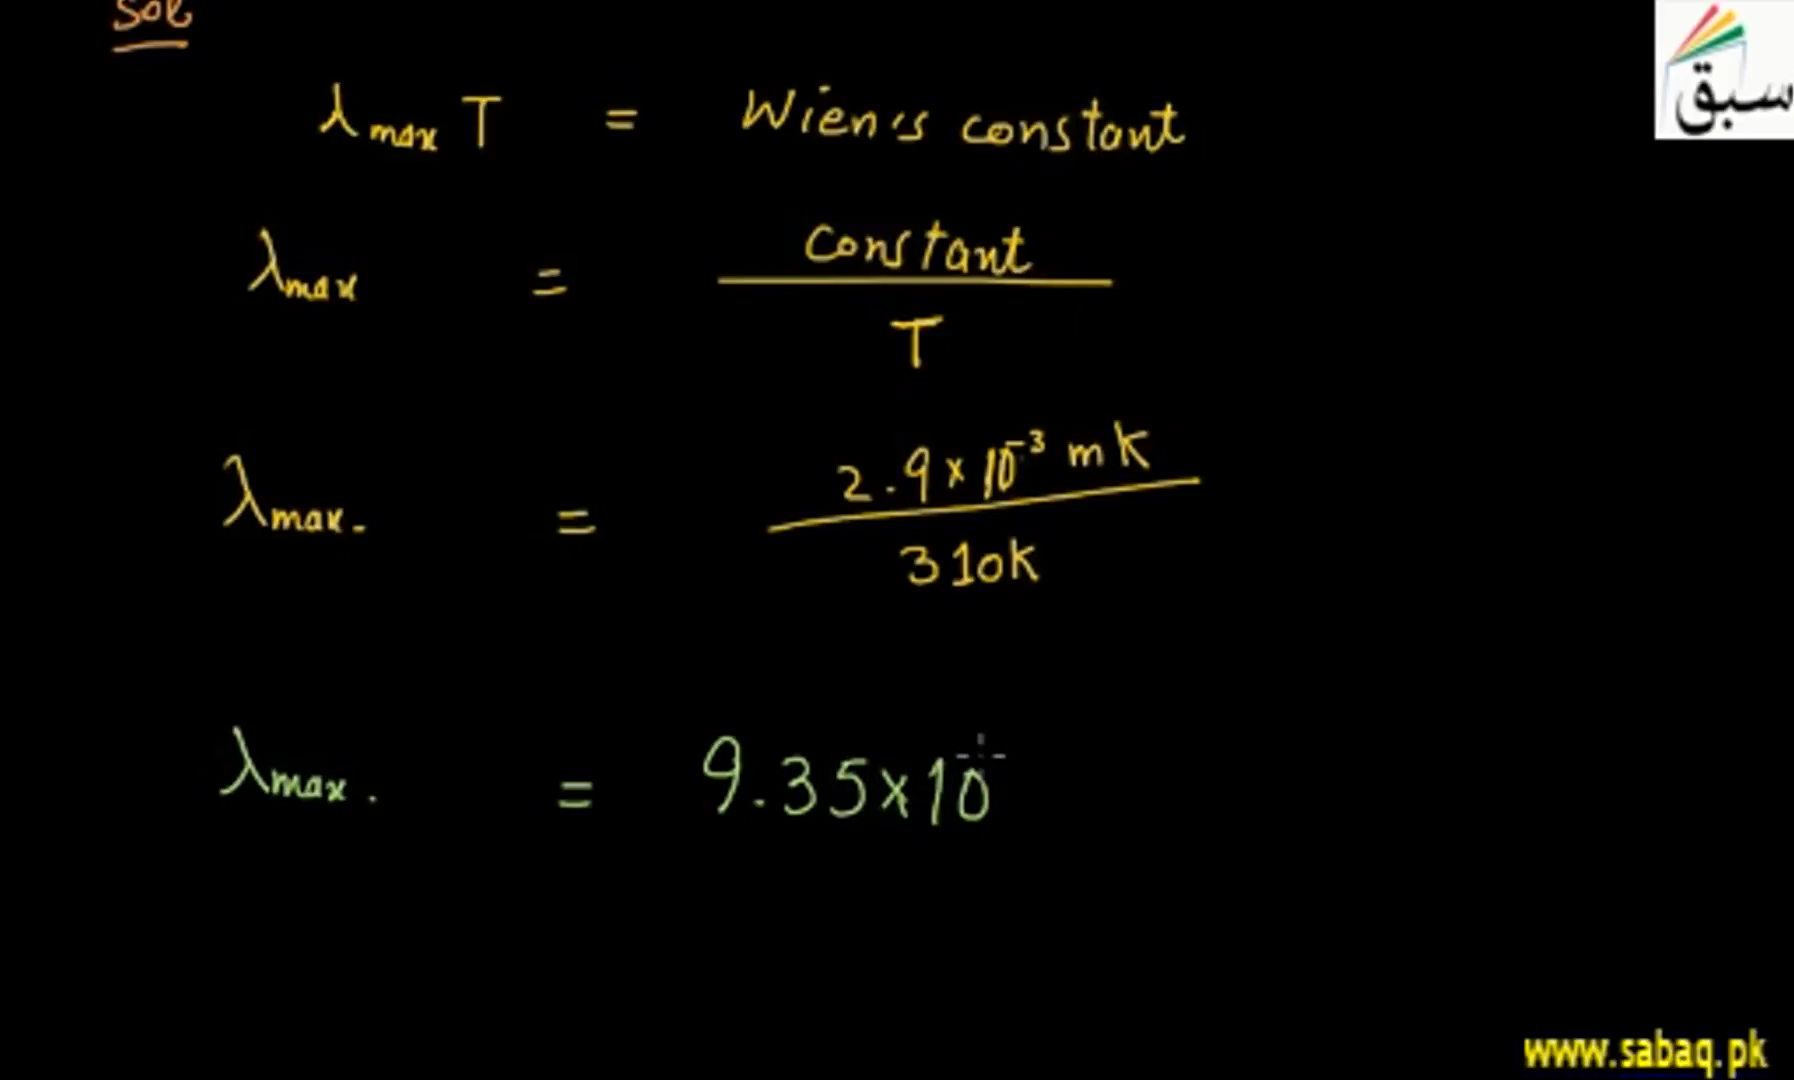 Sol
سبق
λmax T = Wien's constant
λmax = constant / T
λmax. = 2.9 × 10⁻³ mK / 310K
λmax. = 9.35 × 10
www.sabaq.pk